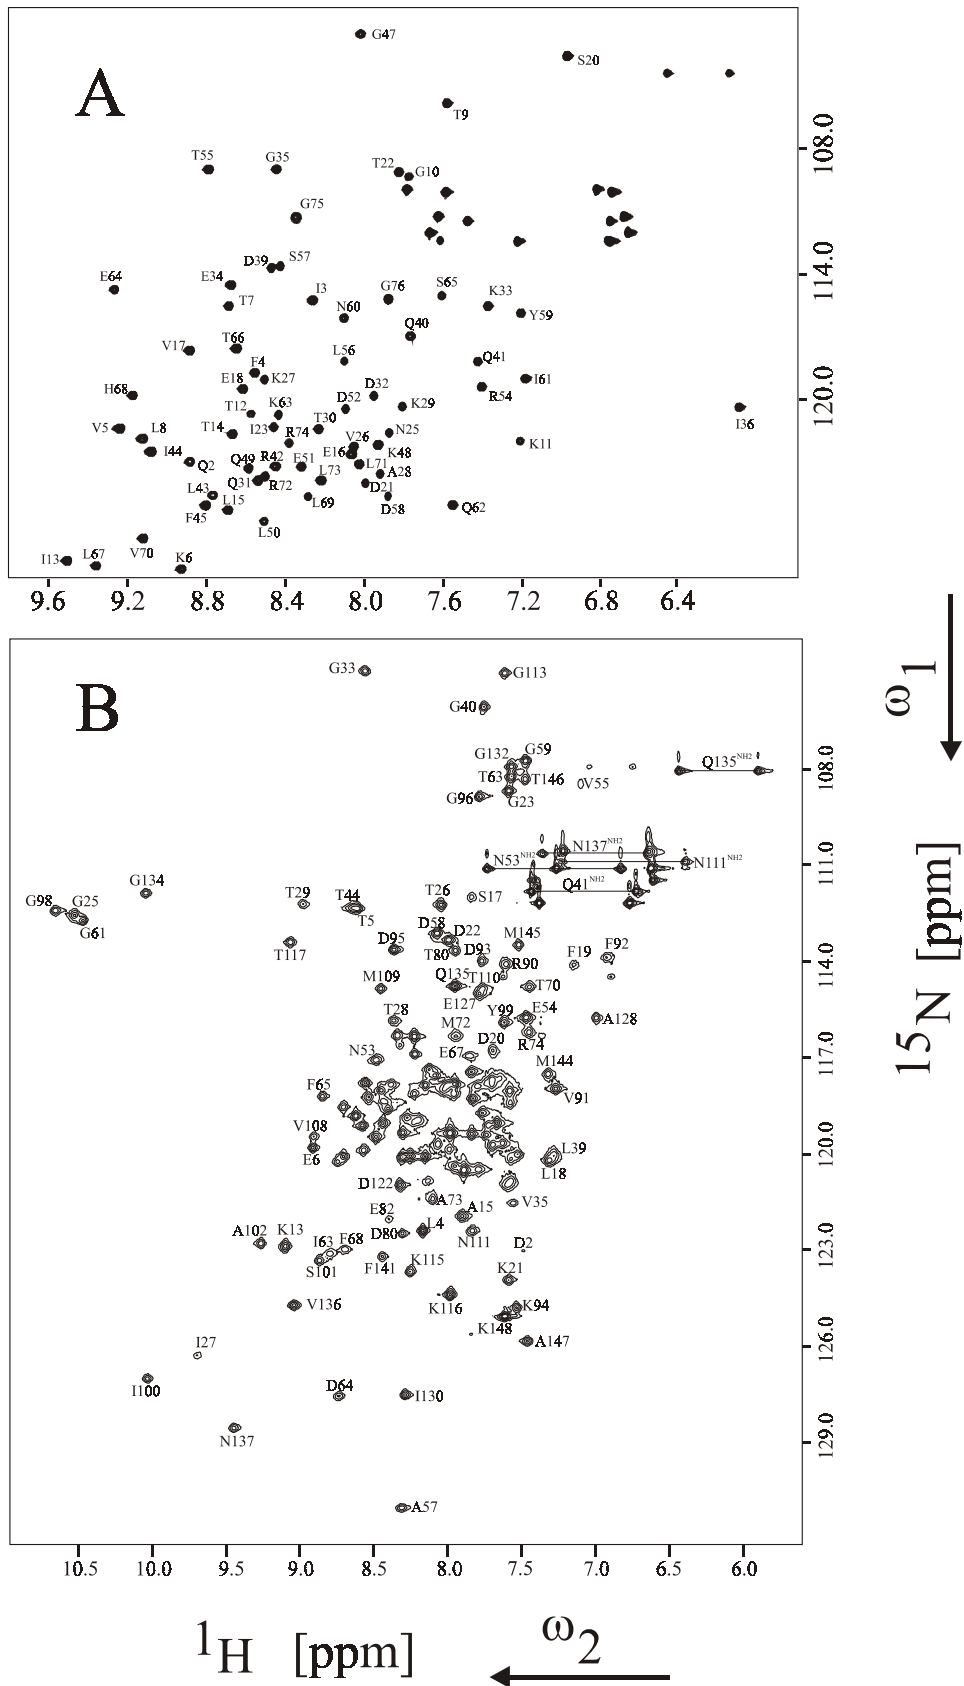 A
G47
S20
T9
108.0
T55
G35
T22
G10
G75
D39
S57
114.0
E64
E34
T7
I3
G76
S65
K33
N60
Y59
Q40
V17
T66
L56
Q41
F4
E18
K27
D32
I61
R54
H68
T12
K63
D52
K29
120.0
I36
V5
L8
T14
I23
R74
T30
V26
N25
K11
I44
Q2
Q49
R42
E51
E16
K48
L71
A28
L43
Q31
R72
L73
D21
F45
L15
L69
D58
Q62
L50
V70
I13
L67
K6
9.6 9.2 8.8 8.4 8.0 7.6 7.2 6.8 6.4
B
G33
G113
G40
G132
G59
Q135NH2
108.0
T63
T146
V55
G96
G23
N53NH2
N137NH2
N111NH2
111.0
Q41NH2
G134
G98
G25
G61
T29
T44
T5
T26
S17
D58
D22
M145
T117
D95
T80
D93
R90
F19
F92
114.0
M109
Q135
T110
T70
E127
Y99
E54
A128
T28
M72
D20
R74
N53
E67
117.0
M144
F65
V91
V108
E6
L39
L18
120.0
D122
A73
A15
E82
L4
V35
A102
K13
I63
F68
D80
N111
D2
123.0
S101
F141
K115
K21
V136
K116
K94
K148
A147
126.0
I27
I100
D64
I130
N137
129.0
A57
10.5 10.0 9.5 9.0 8.5 8.0 7.5 7.0 6.5 6.0
1H [ppm] ω2
ω1
15N [ppm]